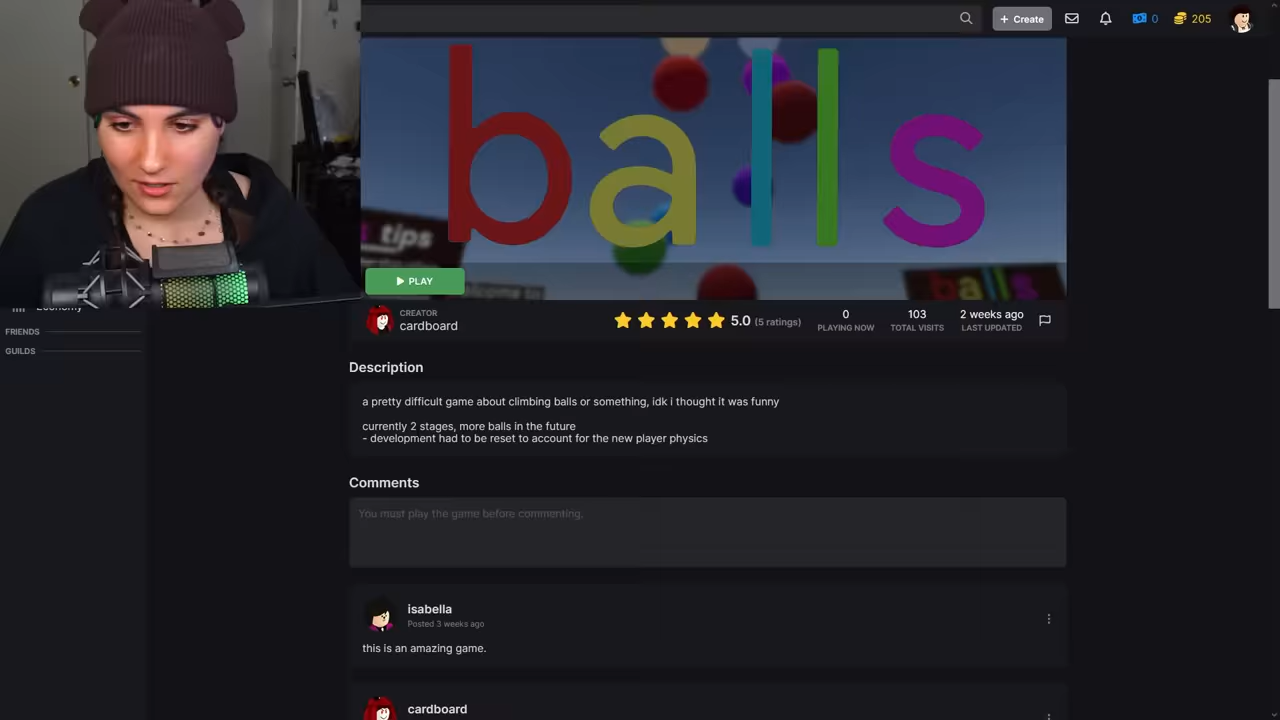 + Create
0
205
balls
tips
PLAY
CREATOR
cardboard
5.0 (5 ratings)
0
PLAYING NOW
103
TOTAL VISITS
2 weeks ago
LAST UPDATED
FRIENDS
GUILDS
Description
a pretty difficult game about climbing balls or something, idk i thought it was funny
currently 2 stages, more balls in the future
- development had to be reset to account for the new player physics
Comments
You must play the game before commenting.
isabella
Posted 3 weeks ago
this is an amazing game.
cardboard